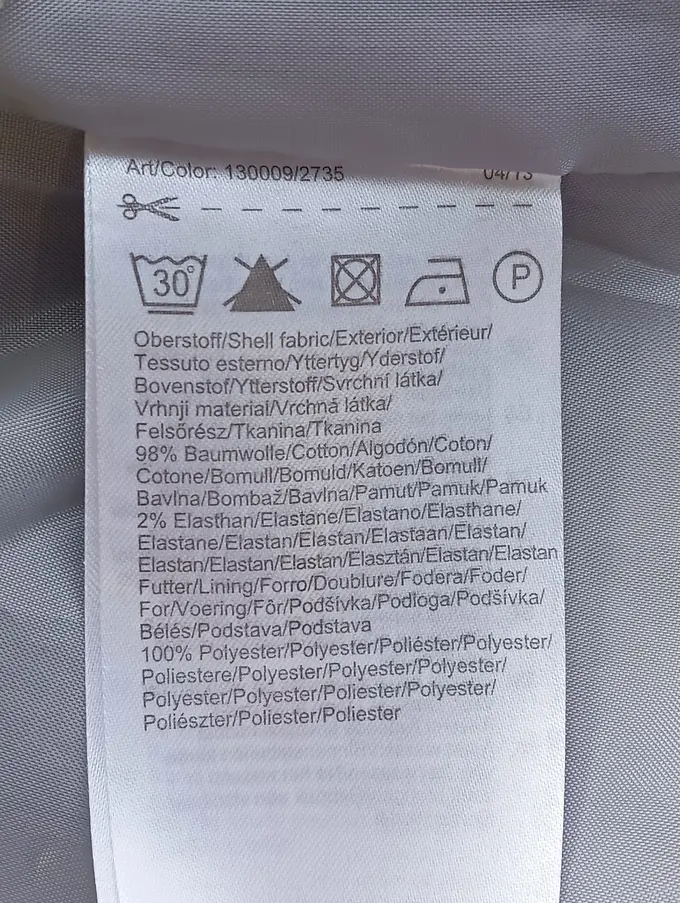 Art/Color: 130009/2735 04/13
30°
P
Oberstoff/Shell fabric/Exterior/Extérieur/
Tessuto esterno/Yttertyg/Yderstof/
Bovenstof/Ytterstoff/Svrchní látka/
Vrhnji material/Vrchná látka/
Felsőrész/Tkanina/Tkanina
98% Baumwolle/Cotton/Algodón/Coton/
Cotone/Bomull/Bomuld/Katoen/Bomull/
Bavlna/Bombaž/Bavlna/Pamut/Pamuk/Pamuk
2% Elasthan/Elastane/Elastano/Elasthane/
Elastane/Elastan/Elastan/Elastaan/Elastan/
Elastan/Elastan/Elastan/Elasztán/Elastan/Elastan
Futter/Lining/Forro/Doublure/Fodera/Foder/
For/Voering/Fôr/Podšívka/Podloga/Podšívka/
Bélés/Podstava/Podstava
100% Polyester/Polyester/Poliéster/Polyester/
Poliestere/Polyester/Polyester/Polyester/
Polyester/Polyester/Poliester/Polyester/
Poliészter/Poliester/Poliester